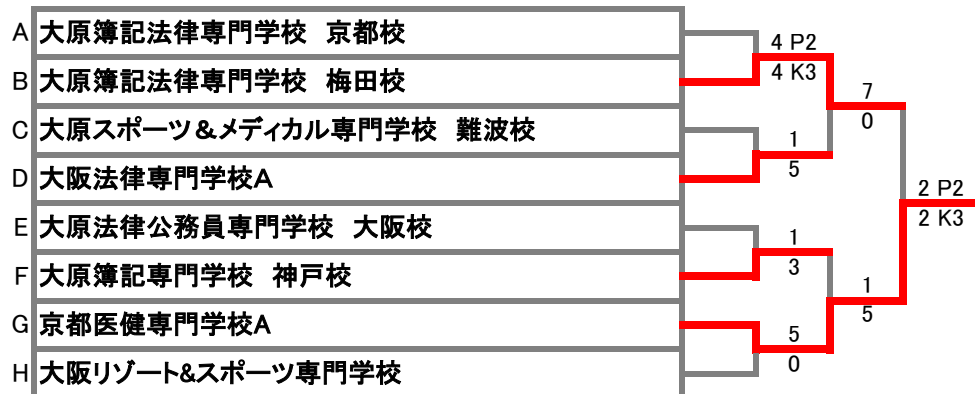 A 大原簿記法律専門学校　京都校
B 大原簿記法律専門学校　梅田校
C 大原スポーツ＆メディカル専門学校　難波校
D 大阪法律専門学校A
E 大原法律公務員専門学校　大阪校
F 大原簿記専門学校　神戸校
G 京都医健専門学校A
H 大阪リゾート&スポーツ専門学校
4 P2
4 K3
1
5
1
3
5
0
7
0
1
5
2 P2
2 K3